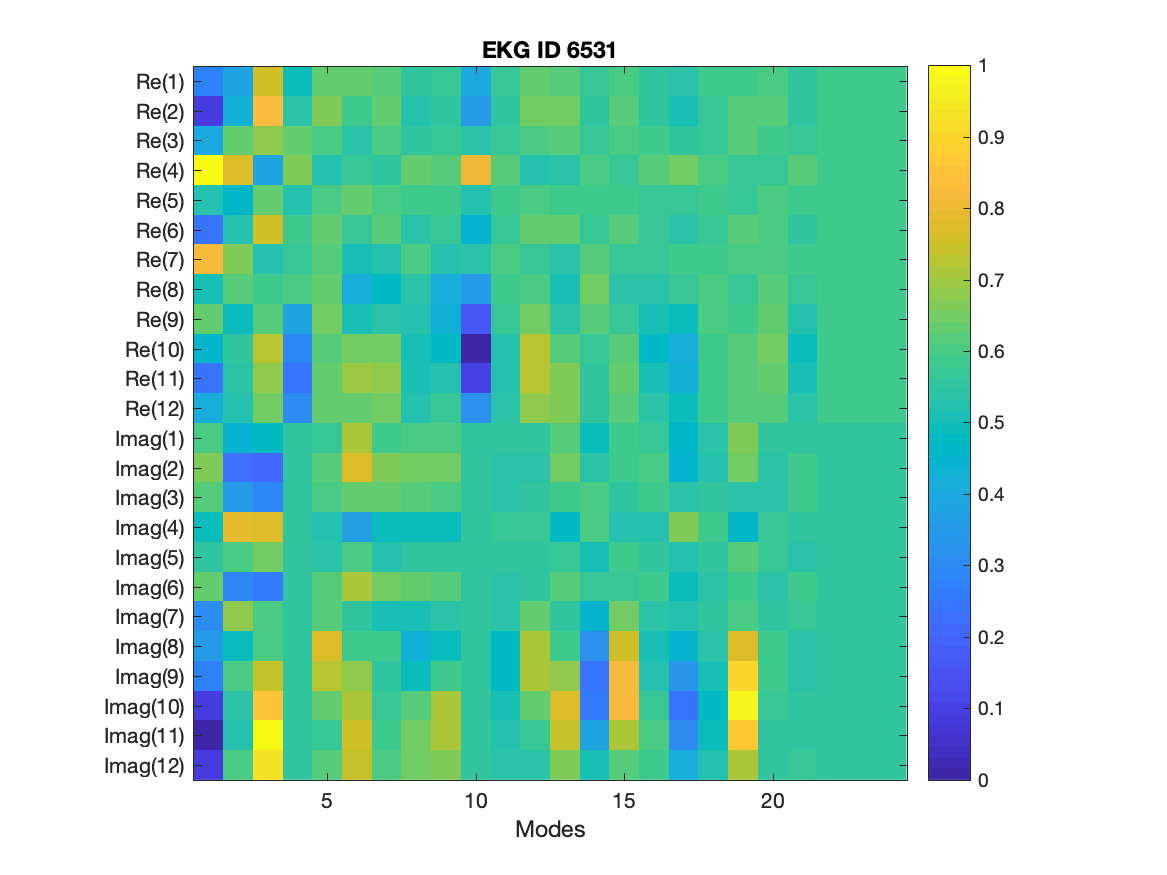 EKG ID 6531
Re(1)
Re(2)
Re(3)
Re(4)
Re(5)
Re(6)
Re(7)
Re(8)
Re(9)
Re(10)
Re(11)
Re(12)
Imag(1)
Imag(2)
Imag(3)
Imag(4)
Imag(5)
Imag(6)
Imag(7)
Imag(8)
Imag(9)
Imag(10)
Imag(11)
Imag(12)
5 10 15 20
Modes
1
0.9
0.8
0.7
0.6
0.5
0.4
0.3
0.2
0.1
0